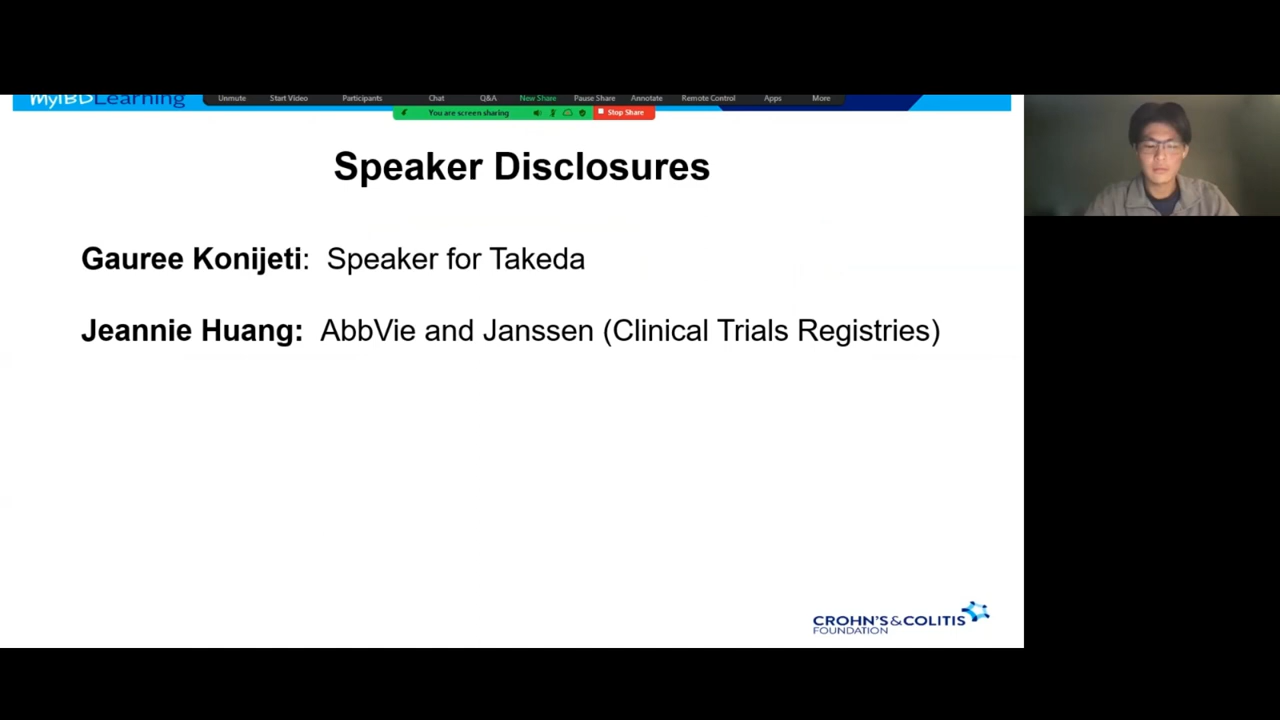 MyIBDLearning
Unmute Start Video Participants Chat Q&A New Share Pause Share Annotate Remote Control Apps More
You are screen sharing Stop Share
Speaker Disclosures
Gauree Konijeti: Speaker for Takeda
Jeannie Huang: AbbVie and Janssen (Clinical Trials Registries)
CROHN'S & COLITIS
FOUNDATION